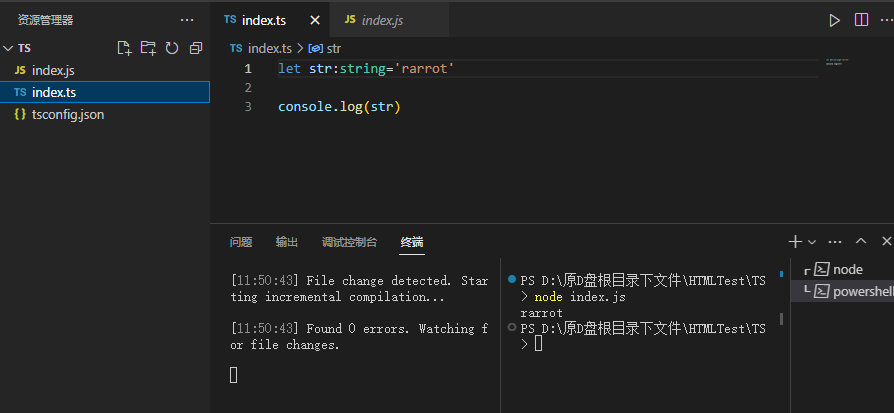 资源管理器
TS
JS index.js
TS index.ts
{} tsconfig.json
TS index.ts
JS index.js
TS index.ts > str
1 let str:string='rarrot'
2
3 console.log(str)
问题 输出 调试控制台 终端
[11:50:43] File change detected. Star
ting incremental compilation...
[11:50:43] Found 0 errors. Watching f
or file changes.
PS D:\原D盘根目录下文件\HTMLTest\TS
> node index.js
rarrot
PS D:\原D盘根目录下文件\HTMLTest\TS
>
node
powershell